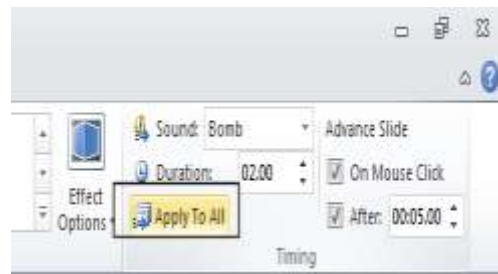 Sound: Bomb
Advance Slide
Duration: 02.00
On Mouse Click
Effect
Options
Apply To All
After: 00:05.00
Timing